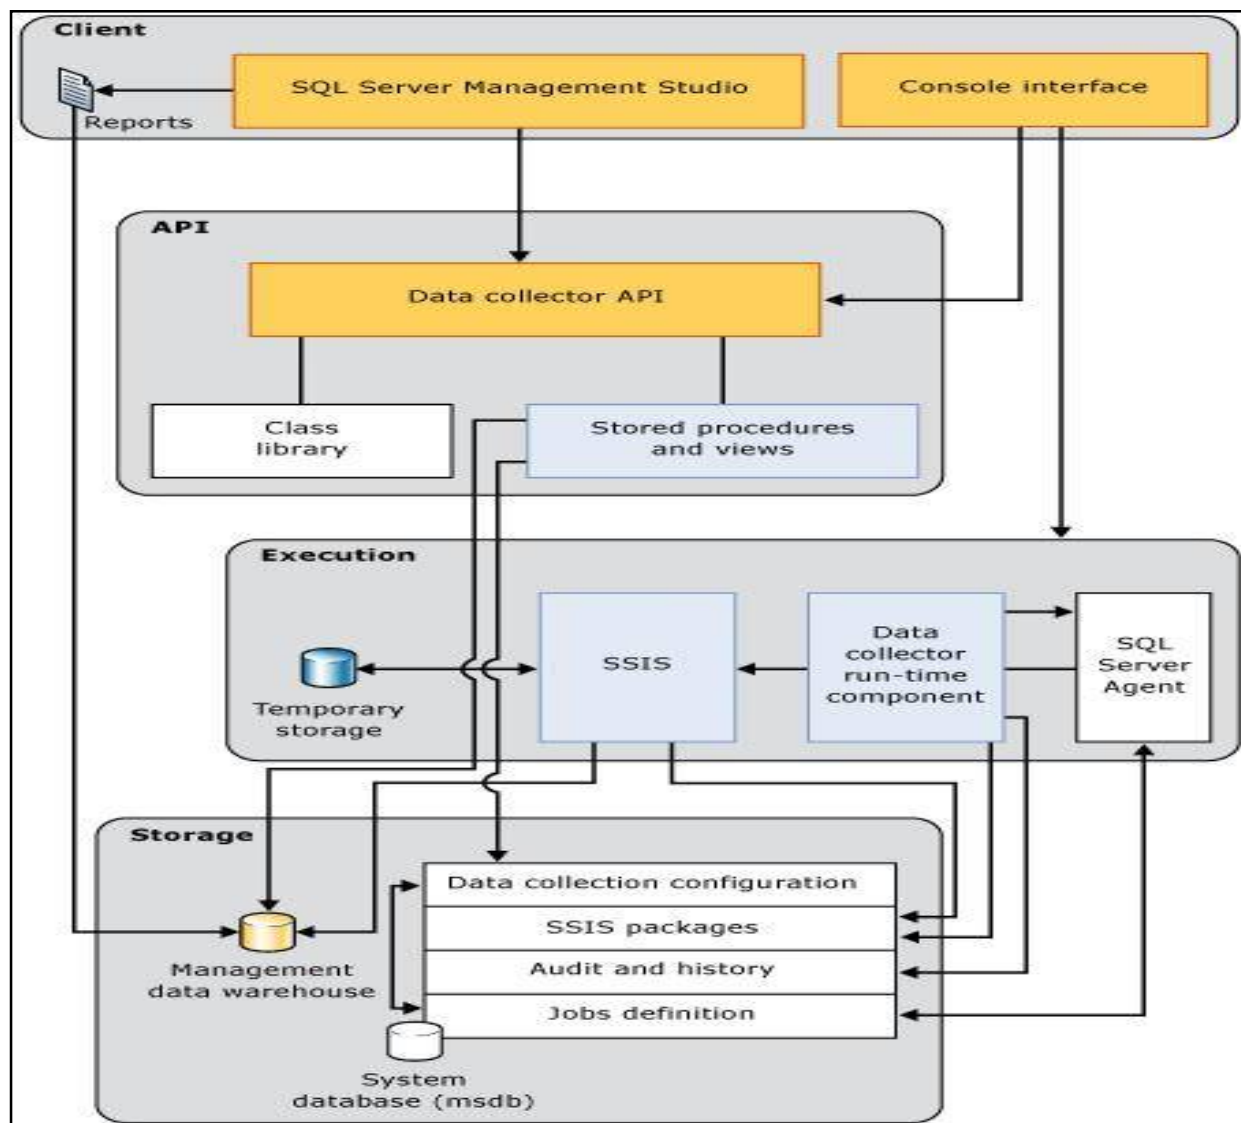 Client
SQL Server Management Studio
Console interface
Reports
API
Data collector API
Class
library
Stored procedures
and views
Execution
SSIS
Data
collector
run-time
component
SQL
Server
Agent
Temporary
storage
Storage
Data collection configuration
SSIS packages
Audit and history
Jobs definition
Management
data warehouse
System
database (msdb)